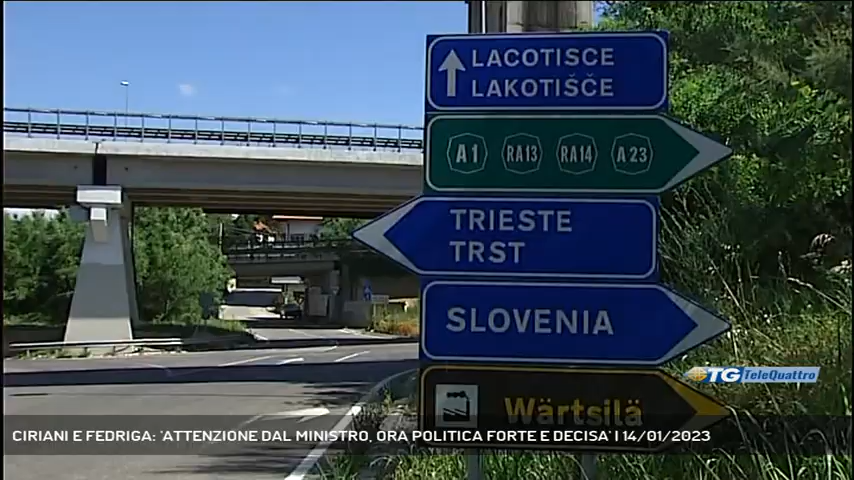 LACOTISCE
LAKOTIŠČE
A1 RA13 RA14 A23
TRIESTE
TRST
SLOVENIA
TG TeleQuattro
Wärtsilä
CIRIANI E FEDRIGA: 'ATTENZIONE DAL MINISTRO, ORA POLITICA FORTE E DECISA' | 14/01/2023